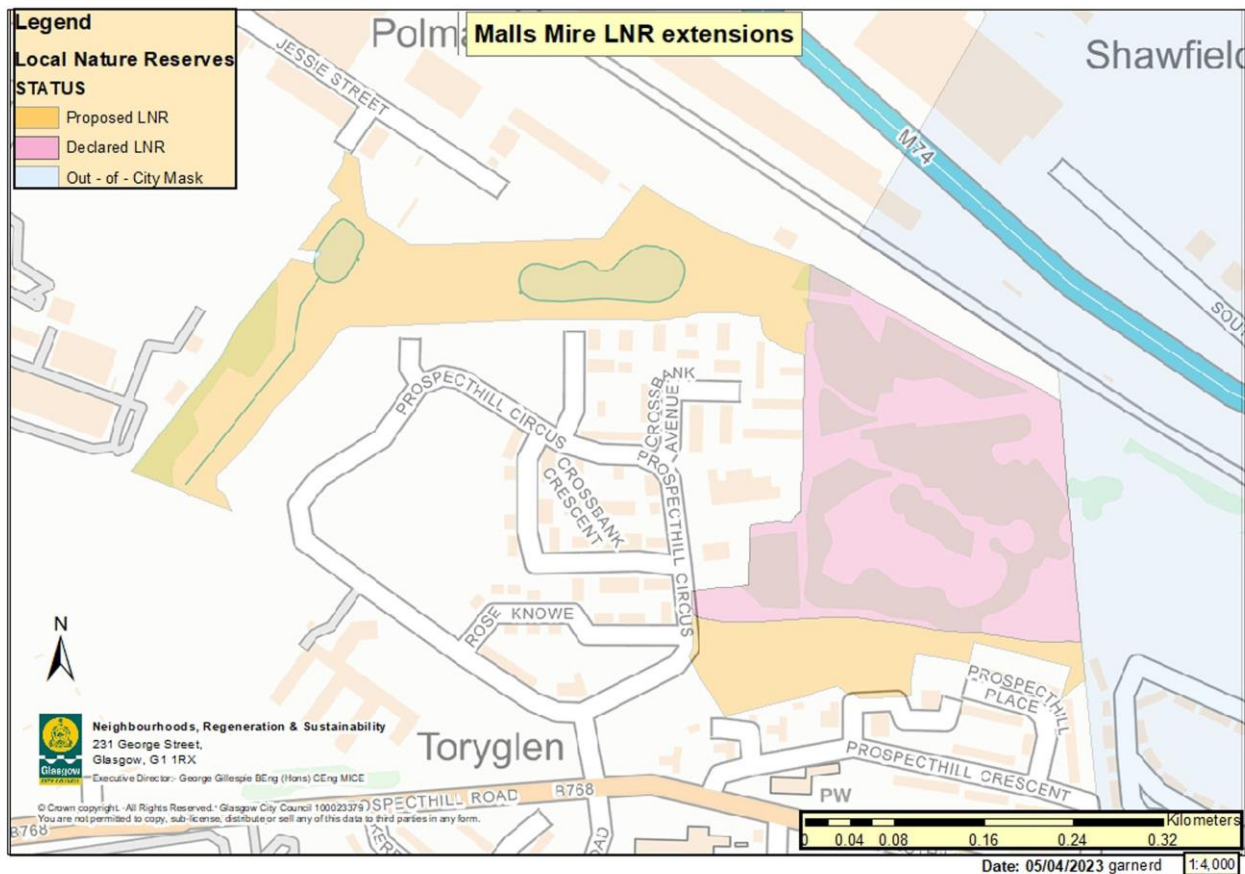 Legend
Local Nature Reserves
STATUS
Proposed LNR
Declared LNR
Out - of - City Mask
Malls Mire LNR extensions
Shawfield
JESSIE STREET
M74
PROSPECTHILL CIRCUS
CROSSBANK
AVENUE
CROSSBANK
CRESCENT
PROSPECTHILL CIRCUS
ROSE KNOWE
N
PROSPECTHILL
PLACE
PROSPECTHILL CRESCENT
Toryglen
PW
Neighbourhoods, Regeneration & Sustainability
231 George Street,
Glasgow, G1 1RX
Executive Director:- George Gillespie BEng (Hons) CEng MICE
Glasgow
CITY COUNCIL
© Crown copyright. All Rights Reserved. Glasgow City Council 100023379
You are not permitted to copy, sub-license, distribute or sell any of this data to third parties in any form.
B768
OSPECTHILL ROAD B768
Kilometers
0 0.04 0.08 0.16 0.24 0.32
Date: 05/04/2023 garnerd
1:4,000